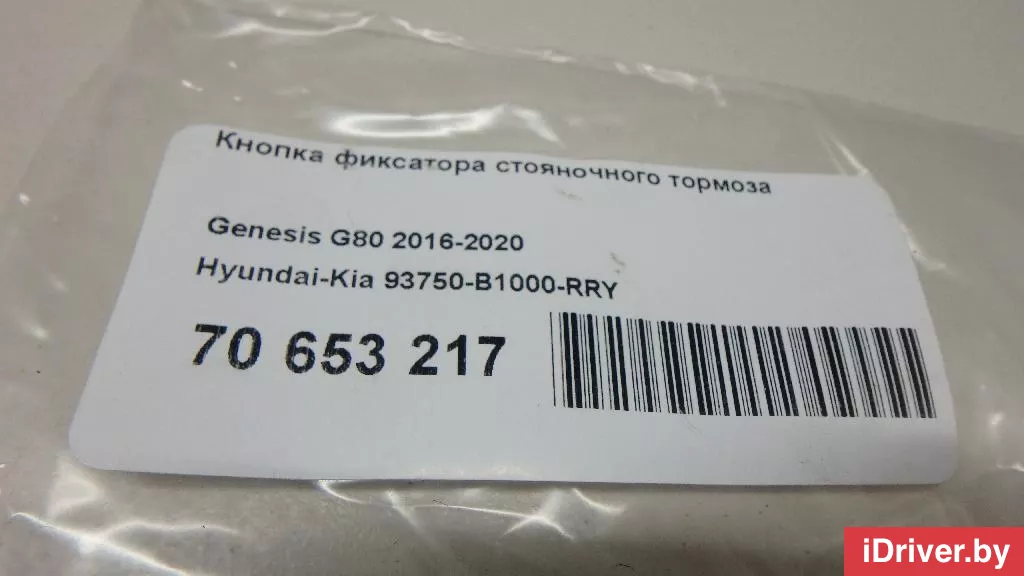 Кнопка фиксатора стояночного тормоза
Genesis G80 2016-2020
Hyundai-Kia 93750-B1000-RRY
70 653 217
iDriver.by